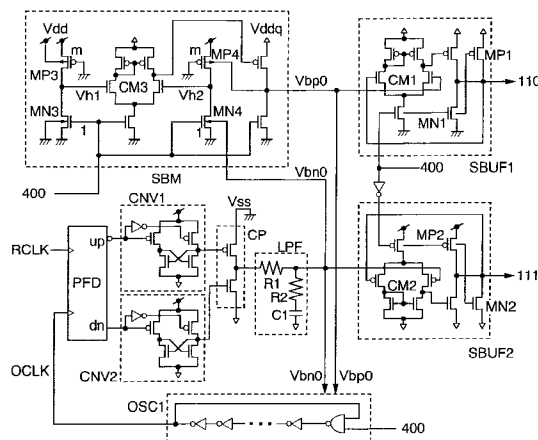 Vdd
Vddq
m
m
MP3
MP4
CM3
Vh1
Vh2
MN3
MN4
1
1
400
SBM
Vbp0
Vbn0
MP1
CM1
110
MN1
400
SBUF1
MP2
CM2
111
MN2
SBUF2
CNV1
Vss
CP
LPF
RCLK
up
PFD
dn
OCLK
R1
R2
C1
CNV2
Vbn0
Vbp0
OSC1
400